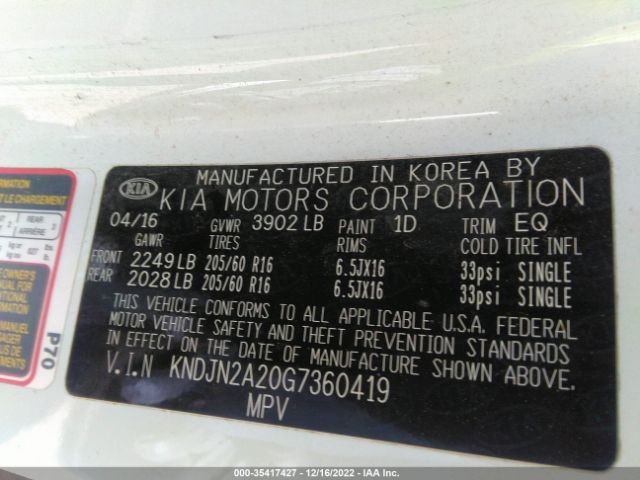 MANUFACTURED IN KOREA BY
KIA KIA MOTORS CORPORATION
04/16 GVWR 3902 LB PAINT 1D TRIM EQ
GAWR TIRES RIMS COLD TIRE INFL
FRONT 2249 LB 205/60 R16 6.5JX16 33psi SINGLE
REAR 2028 LB 205/60 R16 6.5JX16 33psi SINGLE
THIS VEHICLE CONFORMS TO ALL APPLICABLE U.S.A. FEDERAL
MOTOR VEHICLE SAFETY AND THEFT PREVENTION STANDARDS
IN EFFECT ON THE DATE OF MANUFACTURE SHOWN ABOVE.
V.I.N KNDJN2A20G7360419
MPV
LE CHARGEMENT
REAR
ARRIÈRE
P70
000-35417427 - 12/16/2022 - IAA Inc.